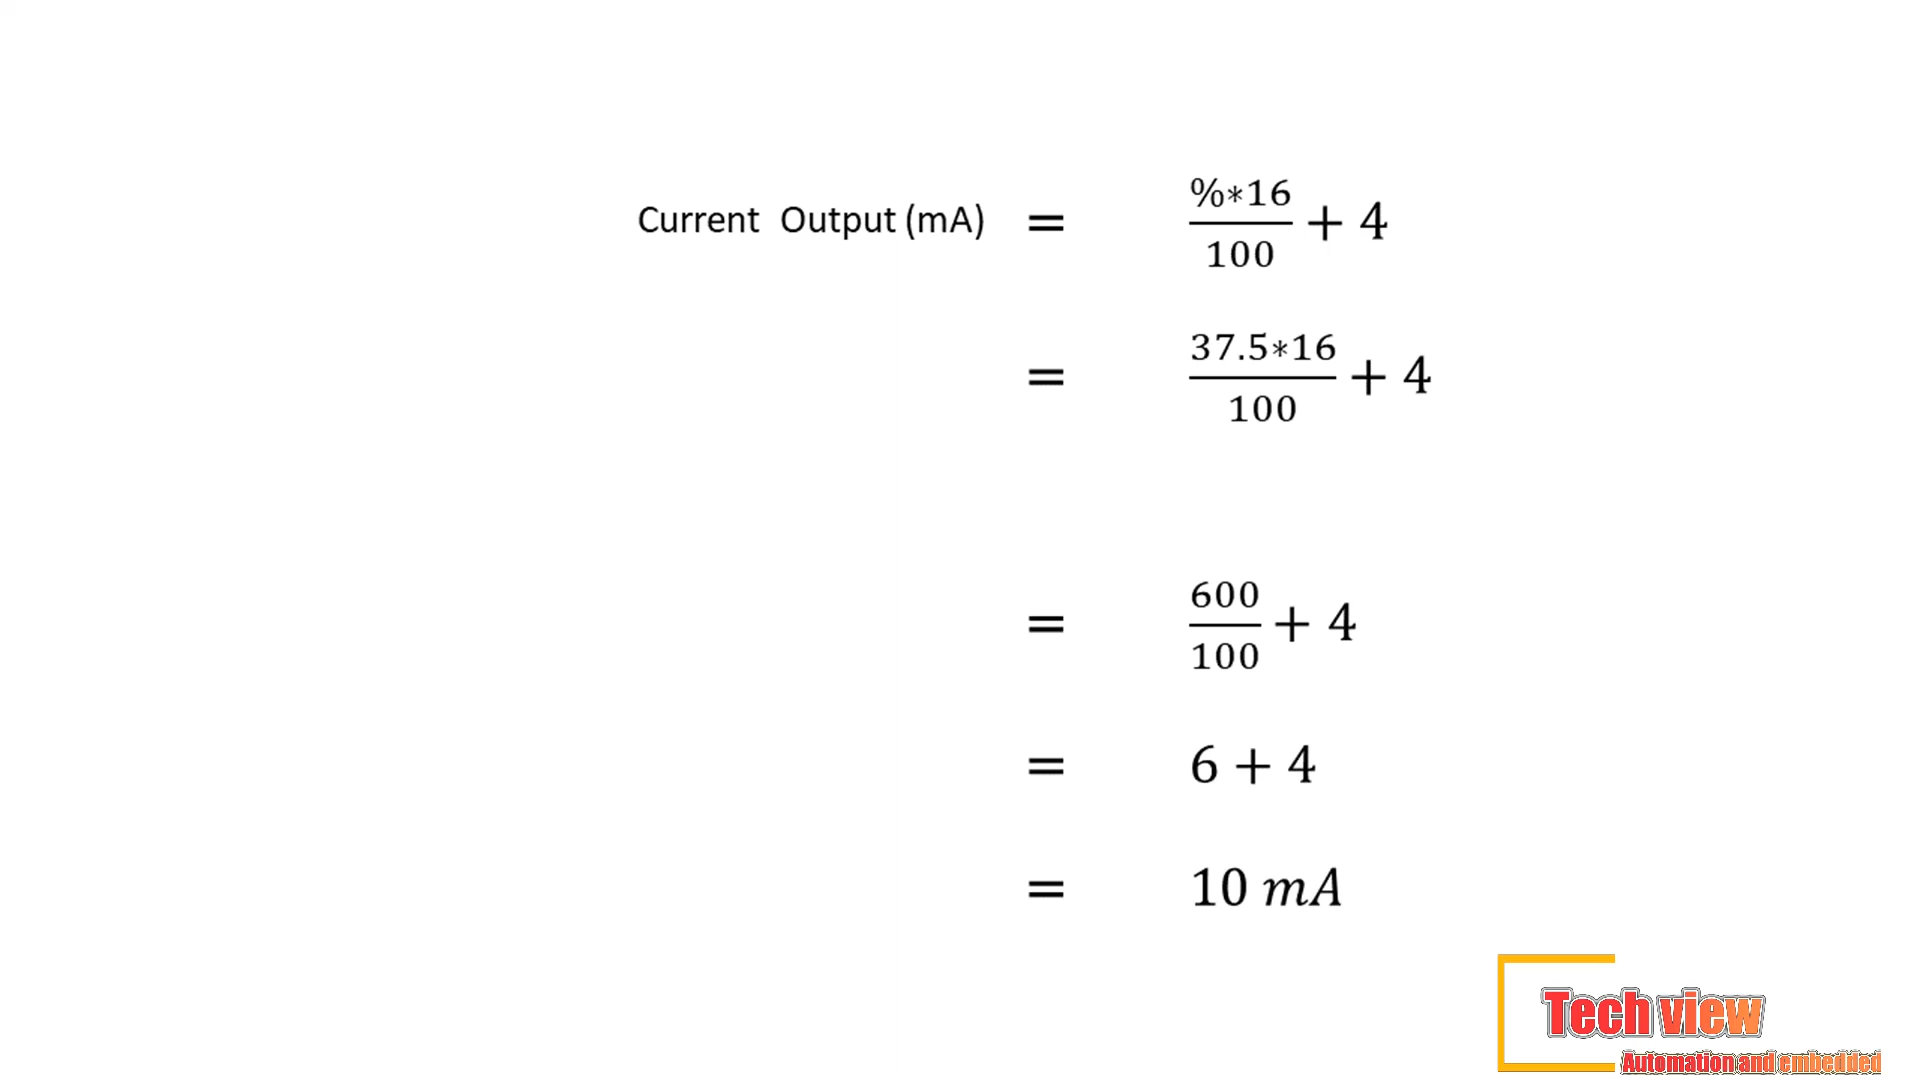 Current Output (mA) = %*16/100 + 4
= 37.5*16/100 + 4
= 600/100 + 4
= 6 + 4
= 10 mA
Tech view
Automation and embedded